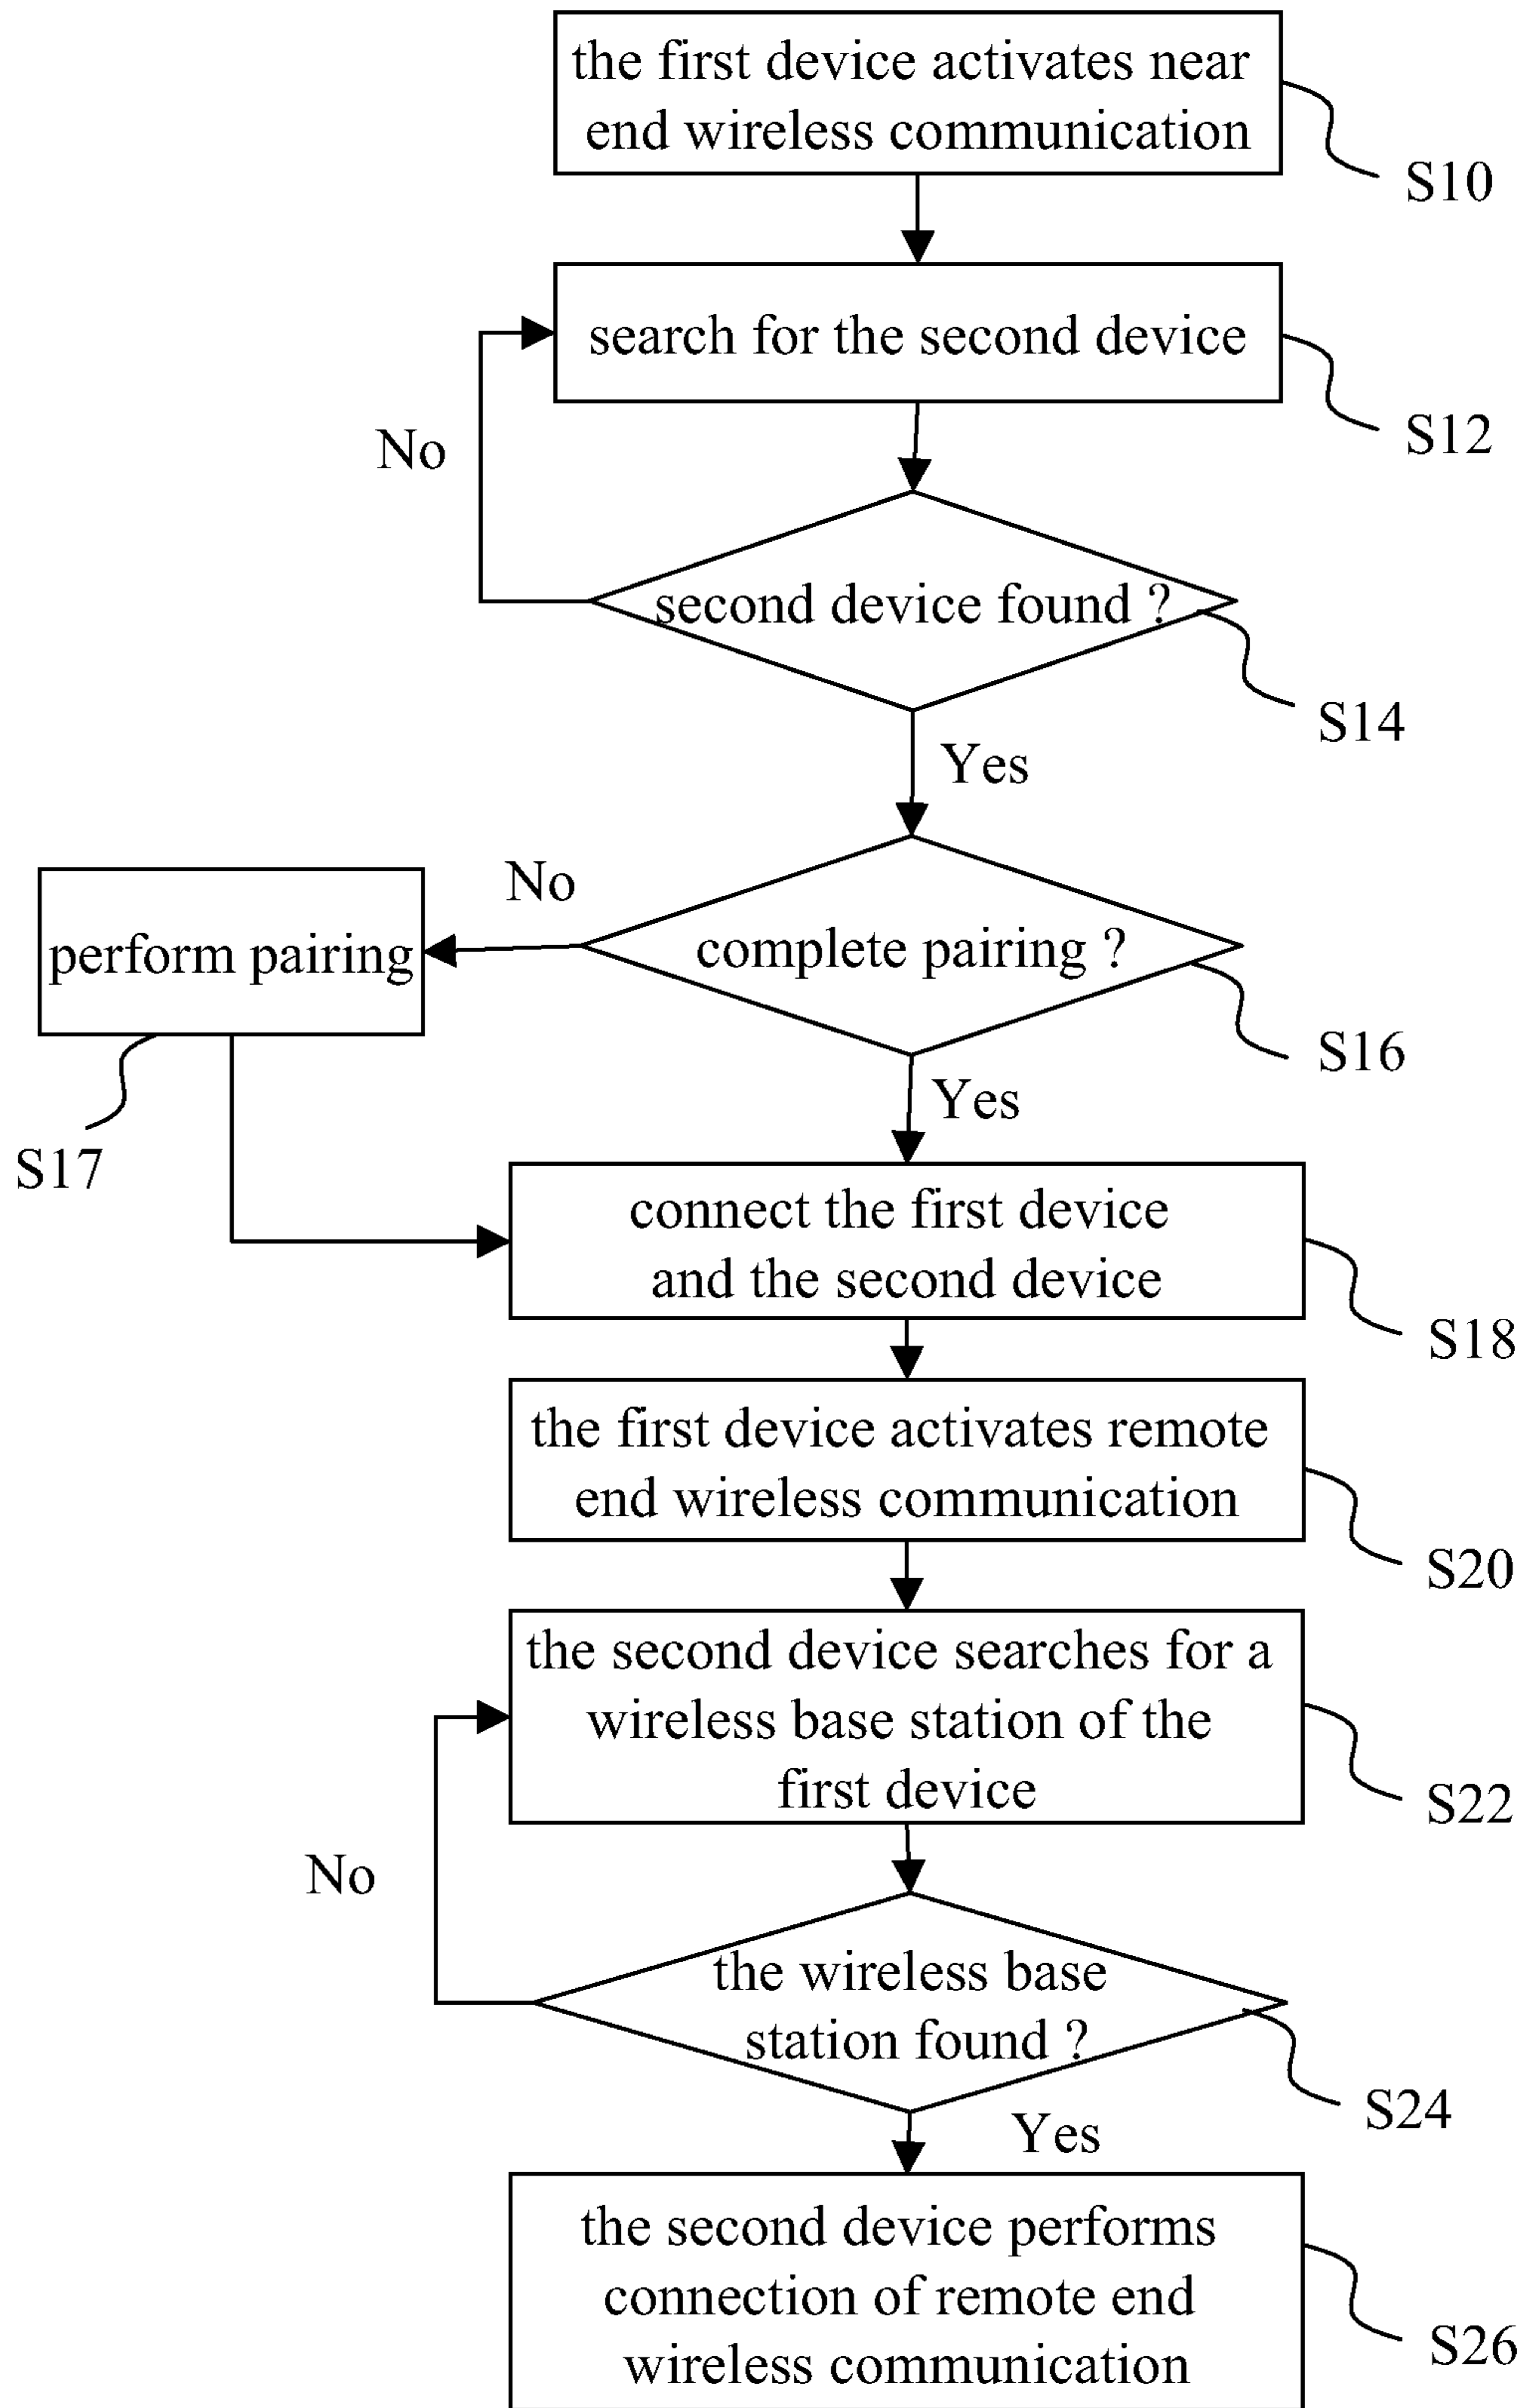 the first device activates near
end wireless communication
S10
search for the second device
S12
No
second device found ?
S14
Yes
No
perform pairing
complete pairing ?
S16
Yes
S17
connect the first device
and the second device
S18
the first device activates remote
end wireless communication
S20
the second device searches for a
wireless base station of the
first device
S22
No
the wireless base
station found ?
S24
Yes
the second device performs
connection of remote end
wireless communication
S26